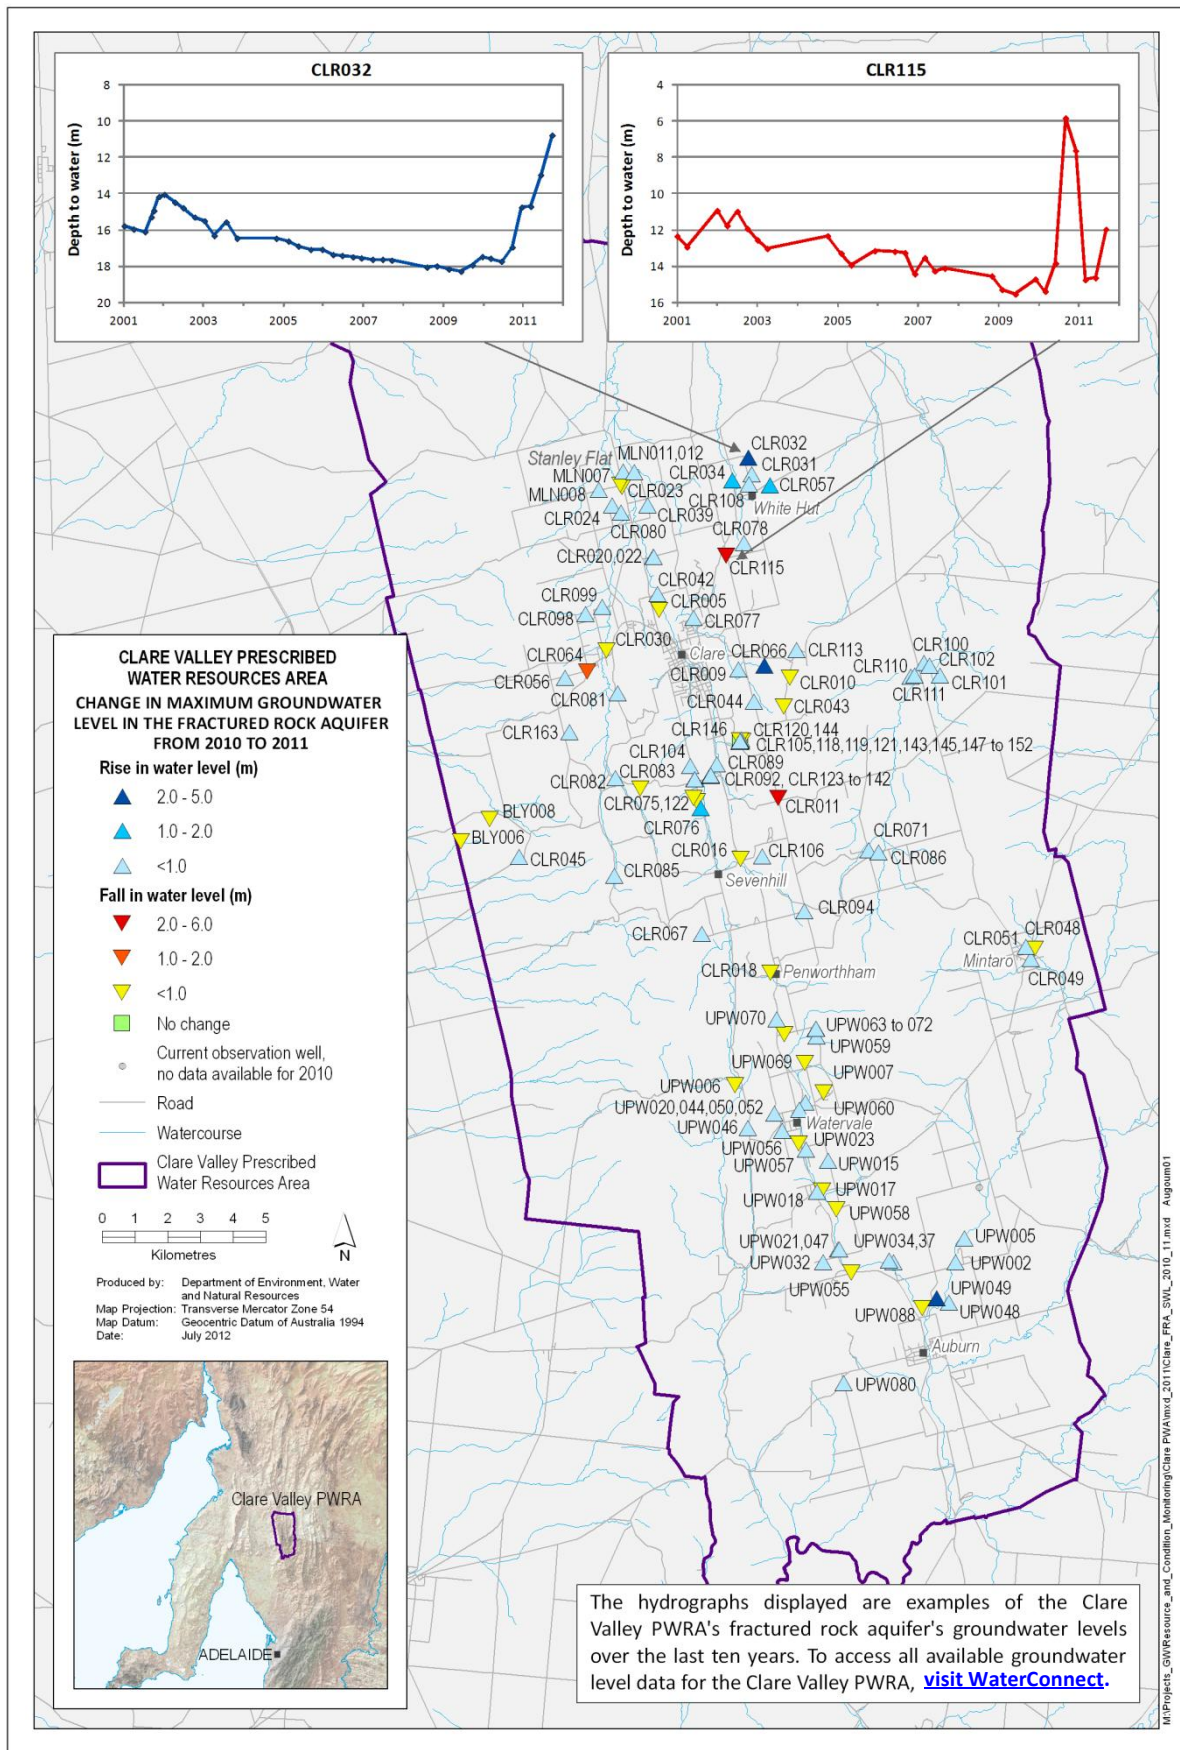 CLR032
Depth to water (m)
8
10
12
14
16
18
20
2001
2003
2005
2007
2009
2011
CLR115
Depth to water (m)
4
6
8
10
12
14
16
2001
2003
2005
2007
2009
2011
CLR032
MLN011,012
Stanley Flat
CLR034
CLR031
MLN007
CLR023
CLR057
MLN008
CLR108
White Hut
CLR024
CLR039
CLR080
CLR078
CLR020,022
CLR115
CLR042
CLR099
CLR005
CLR098
CLR077
CLR030
CLR064
Clare
CLR066
CLR113
CLR100
CLR110
CLR102
CLR056
CLR009
CLR010
CLR101
CLR111
CLR081
CLR044
CLR043
CLR163
CLR146
CLR120,144
CLR105,118,119,121,143,145,147 to 152
CLR104
CLR089
CLR082
CLR083
CLR092, CLR123 to 142
CLR075,122
CLR011
BLY008
CLR076
BLY006
CLR071
CLR016
CLR106
CLR086
CLR045
CLR085
Sevenhill
CLR094
CLR067
CLR048
CLR051
Mintaro
CLR018
Penworthham
CLR049
UPW070
UPW063 to 072
UPW059
UPW069
UPW007
UPW006
UPW020,044,050,052
UPW060
Watervale
UPW046
UPW056
UPW023
UPW057
UPW015
UPW018
UPW017
UPW058
UPW021,047
UPW034,37
UPW005
UPW032
UPW002
UPW055
UPW049
UPW088
UPW048
Auburn
UPW080
CLARE VALLEY PRESCRIBED
WATER RESOURCES AREA
CHANGE IN MAXIMUM GROUNDWATER
LEVEL IN THE FRACTURED ROCK AQUIFER
FROM 2010 TO 2011
Rise in water level (m)
2.0 - 5.0
1.0 - 2.0
<1.0
Fall in water level (m)
2.0 - 6.0
1.0 - 2.0
<1.0
No change
Current observation well,
no data available for 2010
Road
Watercourse
Clare Valley Prescribed
Water Resources Area
0 1 2 3 4 5
Kilometres
N
Produced by: Department of Environment, Water
and Natural Resources
Map Projection: Transverse Mercator Zone 54
Map Datum: Geocentric Datum of Australia 1994
Date: July 2012
Clare Valley PWRA
ADELAIDE
The hydrographs displayed are examples of the Clare
Valley PWRA's fractured rock aquifer's groundwater levels
over the last ten years. To access all available groundwater
level data for the Clare Valley PWRA, visit WaterConnect.
M:\Projects_GW\Resource_and_Condition_Monitoring\Clare PWA\mxd_2011\Clare_FRA_SWL_2010_11.mxd Augoum01